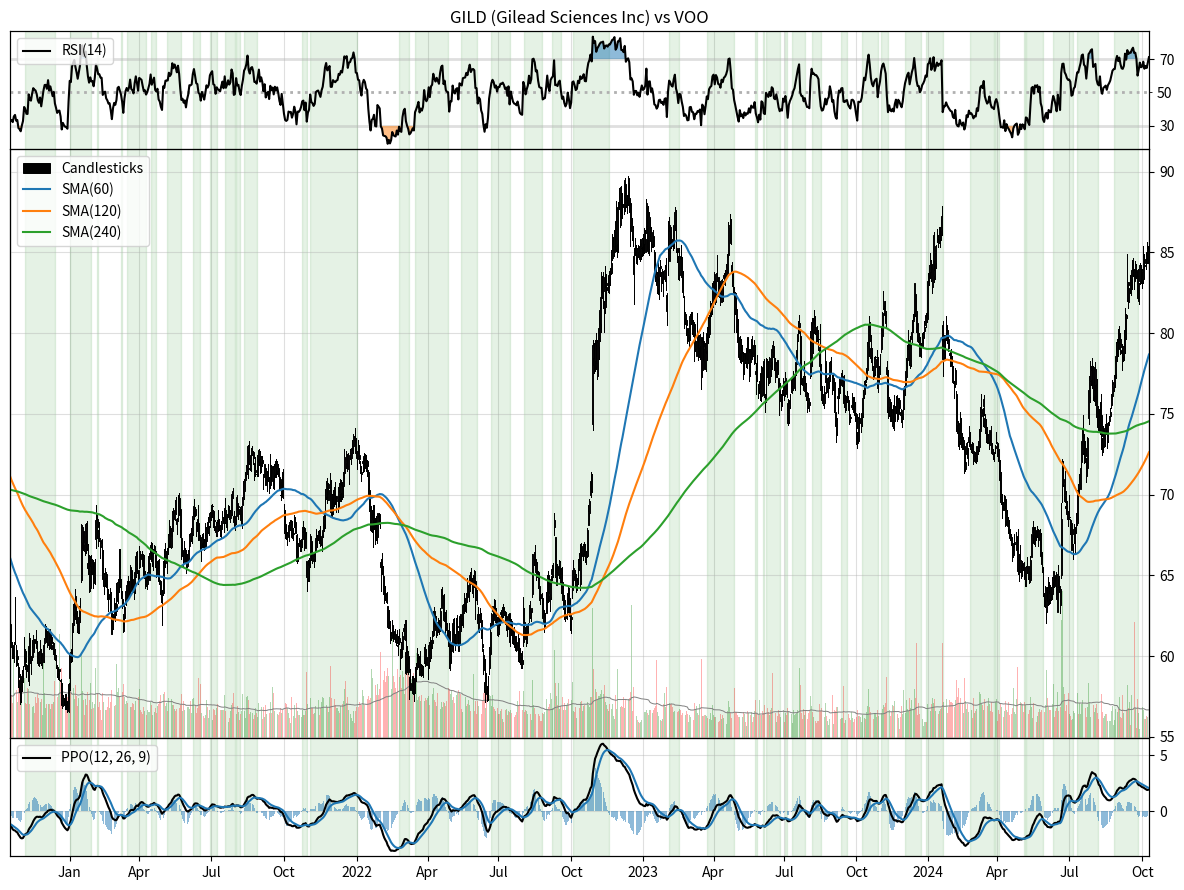 GILD (Gilead Sciences Inc) vs VOO
RSI(14)
70
50
30
Candlesticks
SMA(60)
SMA(120)
SMA(240)
90
85
80
75
70
65
60
55
PPO(12, 26, 9)
5
0
Jan Apr Jul Oct 2022 Apr Jul Oct 2023 Apr Jul Oct 2024 Apr Jul Oct